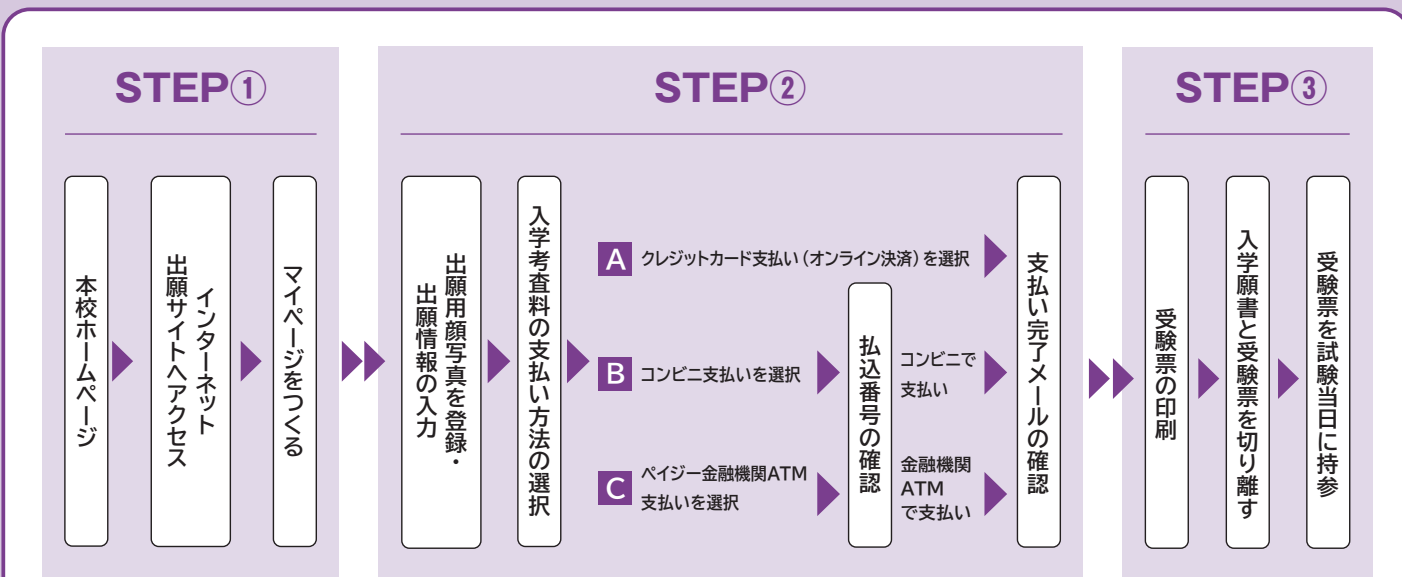 STEP①
本校ホームページ
インターネット
出願サイトへアクセス
マイページをつくる
STEP②
出願用顔写真を登録・
出願情報の入力
入学考査料の支払い方法の選択
A クレジットカード支払い（オンライン決済）を選択
B コンビニ支払いを選択
C ペイジー金融機関ATM
支払いを選択
払込番号の確認
コンビニで
支払い
金融機関
ATM
で支払い
支払い完了メールの確認
STEP③
受験票の印刷
入学願書と受験票を切り離す
受験票を試験当日に持参